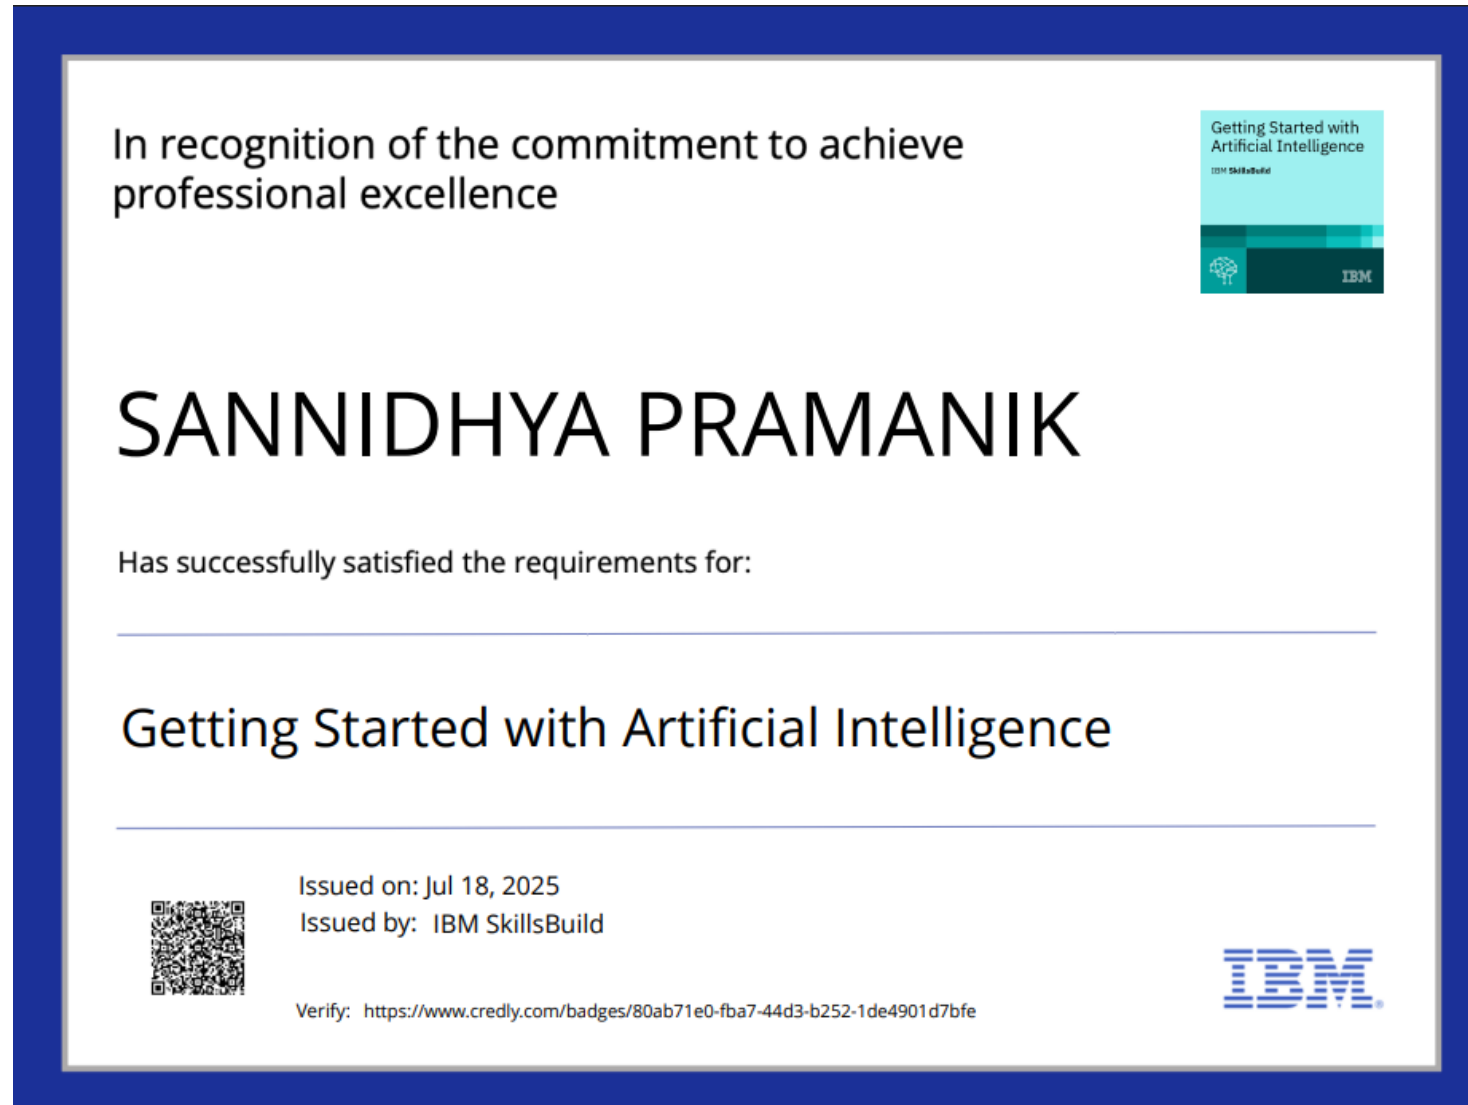 In recognition of the commitment to achieve
professional excellence
Getting Started with
Artificial Intelligence
IBM SkillsBuild
IBM
SANNIDHYA PRAMANIK
Has successfully satisfied the requirements for:
Getting Started with Artificial Intelligence
Issued on: Jul 18, 2025
Issued by: IBM SkillsBuild
Verify: https://www.credly.com/badges/80ab71e0-fba7-44d3-b252-1de4901d7bfe
IBM®